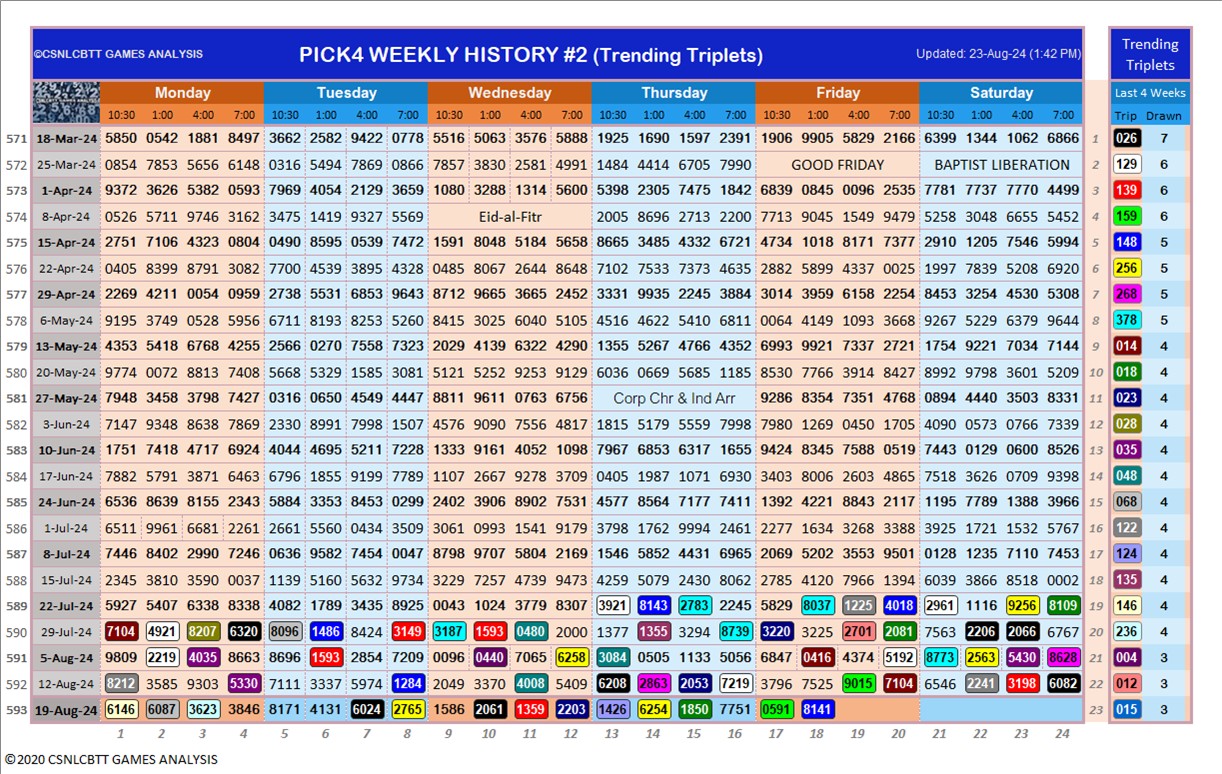 ©CSNLCBTT GAMES ANALYSIS PICK4 WEEKLY HISTORY #2 (Trending Triplets) Updated: 23-Aug-24 (1:42 PM) Trending Triplets
Monday Tuesday Wednesday Thursday Friday Saturday Last 4 Weeks
10:30 1:00 4:00 7:00 10:30 1:00 4:00 7:00 10:30 1:00 4:00 7:00 10:30 1:00 4:00 7:00 10:30 1:00 4:00 7:00 10:30 1:00 4:00 7:00 Trip Drawn
571 18-Mar-24 5850 0542 1881 8497 3662 2582 9422 0776 5516 5063 3576 5888 1925 1690 1597 2391 1906 9905 5829 2166 6399 1344 1062 6866 1 026 7
572 25-Mar-24 0854 7853 5656 6148 0316 5494 7869 0866 7857 3830 2581 4991 1484 4414 6705 7990 GOOD FRIDAY BAPTIST LIBERATION 2 129 6
573 1-Apr-24 9372 3626 5382 0593 7969 4054 2129 3659 1080 3288 1314 5600 5398 2305 7475 1842 6839 0845 0096 2535 7781 7737 7770 4499 3 139 6
574 8-Apr-24 0526 5711 9746 3162 3475 1419 9327 5569 Eid-al-Fitr 2005 8696 2713 2200 7713 9045 1549 9479 5258 3048 6655 5452 4 159 6
575 15-Apr-24 2751 7106 4323 0804 0490 8595 0539 7472 1591 8048 5184 5658 8665 3485 4332 6721 4734 1018 8171 7377 2910 1205 7546 5994 5 148 5
576 22-Apr-24 0405 8399 8791 3082 7700 4539 3895 4328 0485 8067 2644 8648 7102 7533 7573 4635 2882 5899 4337 0025 1997 7839 5208 6920 6 256 5
577 29-Apr-24 2269 4211 0054 0959 2738 5531 6853 9643 8712 9665 3665 2452 3331 9935 2245 3884 3014 3959 6158 2254 8453 3254 4530 5308 7 268 5
578 6-May-24 9195 3749 0528 5956 6711 8193 8253 5260 8415 3025 6040 5105 4516 4622 5410 6811 0064 4149 1093 3668 9267 5229 6379 9644 8 378 5
579 13-May-24 4353 5418 6768 4255 2566 0270 7558 7323 9029 4139 6322 4290 1355 5267 4766 4352 6993 9921 7337 2721 1754 9221 7034 7144 9 014 4
580 20-May-24 9774 0072 8813 7408 5668 5329 1585 3081 5121 5252 9253 9129 6036 0669 5685 1185 8530 7766 3914 8427 8992 9798 3601 5209 10 018 4
581 27-May-24 7948 3458 3798 7427 0316 0650 4549 4447 8811 9611 0763 6756 Corp Chr & Ind Arr 9286 8354 7351 4768 0894 4440 3503 8331 11 023 4
582 3-Jun-24 7147 9348 8638 7869 2330 8991 7998 1507 4576 9090 7556 4817 1815 5179 5559 7998 7980 1269 0450 1705 4090 0573 0766 7339 12 028 4
583 10-Jun-24 1751 7418 4717 6924 4044 4695 5211 7228 1333 9161 4052 1098 7967 6853 6317 1655 9424 8345 7588 0519 7443 0129 0600 8526 13 035 4
584 17-Jun-24 7882 5791 3871 6463 6796 1855 9199 7781 1107 2667 9278 3709 0405 1987 1071 6930 3403 8006 2603 4865 7518 3626 0709 9398 14 048 4
585 24-Jun-24 6536 8639 8155 2343 5884 3353 8453 0299 2402 3906 8902 7531 4577 8564 7177 7411 1392 4221 8843 2117 1195 7789 1388 3966 15 068 4
586 1-Jul-24 6511 9961 6681 2261 2661 5560 0434 3509 3061 0993 1541 9179 3798 1762 9994 2461 2277 1634 3268 3388 3925 1721 1532 5767 16 122 4
587 8-Jul-24 7446 8402 2990 7246 0636 9582 7454 0047 8798 9707 5804 2169 1546 5852 4431 6965 2069 5202 3553 9501 0128 1235 7110 7453 17 124 4
588 15-Jul-24 2345 3810 3590 0037 1139 5160 5632 9734 3229 7257 4739 9473 4259 5079 2430 8062 2785 4120 7966 1394 6039 3866 8518 0002 18 135 4
589 22-Jul-24 5927 5407 6338 8338 4082 1789 3435 8925 0043 1024 3779 8307 3921 8143 2783 2245 5829 8037 1225 4018 2961 1116 9256 8109 19 146 4
590 29-Jul-24 7104 4921 8207 6320 8096 1486 8424 3149 3187 1593 0480 2000 1377 1355 3294 8739 3220 3225 2701 2081 7563 2206 2066 6767 20 236 4
591 5-Aug-24 9809 2219 4035 8663 8696 1593 2857 7209 0096 0440 7065 6258 3084 0505 1133 5056 6847 0416 4374 5192 8773 2563 5430 8628 21 004 3
592 12-Aug-24 8212 3585 9303 5330 7111 3337 5974 1284 2049 3370 4008 5409 6208 2863 2053 7219 3796 7525 9015 7104 6546 2241 3198 6082 22 012 3
593 19-Aug-24 6146 6087 3623 3846 8171 4131 6024 2765 1586 2061 1359 2203 1426 6254 1850 7751 0591 8141 23 015 3
1 2 3 4 5 6 7 8 9 10 11 12 13 14 15 16 17 18 19 20 21 22 23 24
©2020 CSNLCBTT GAMES ANALYSIS